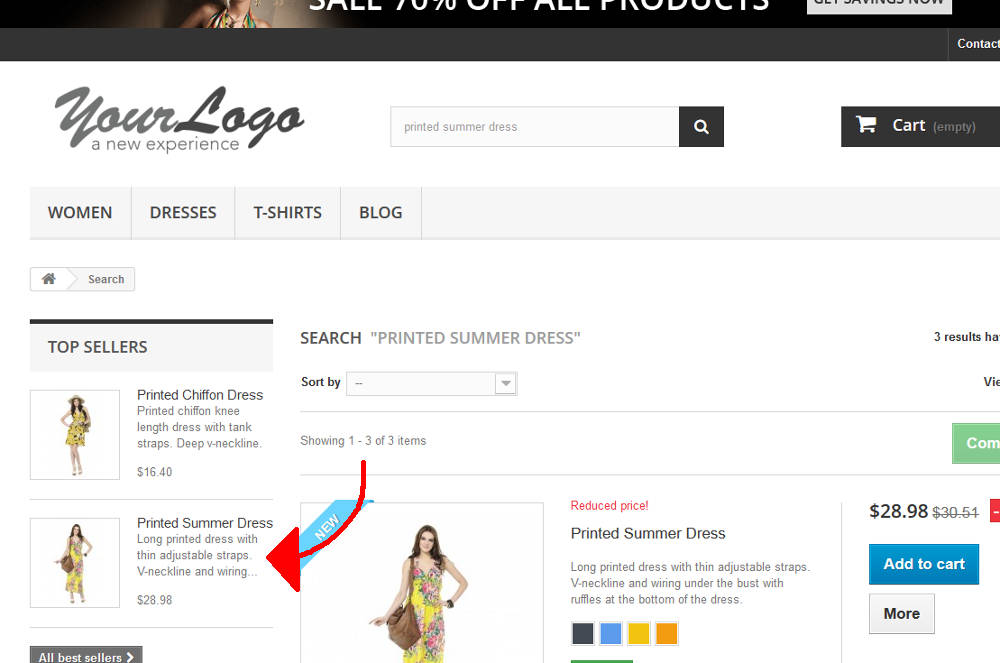 SALE 70% OFF ALL PRODUCTS
GET SAVINGS NOW
Contact
YourLogo
a new experience
printed summer dress
Cart (empty)
WOMEN
DRESSES
T-SHIRTS
BLOG
Search
TOP SELLERS
Printed Chiffon Dress
Printed chiffon knee
length dress with tank
straps. Deep v-neckline.
$16.40
Printed Summer Dress
Long printed dress with
thin adjustable straps.
V-neckline and wiring...
$28.98
All best sellers
SEARCH "PRINTED SUMMER DRESS"
3 results ha
Sort by
--
Vie
Showing 1 - 3 of 3 items
Com
NEW
Reduced price!
Printed Summer Dress
Long printed dress with thin adjustable straps.
V-neckline and wiring under the bust with
ruffles at the bottom of the dress.
$28.98 $30.51 -
Add to cart
More